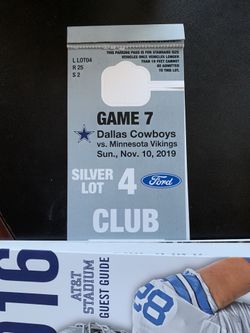 THIS PARKING PASS IS FOR STANDARD SIZE
VEHICLES ONLY. VEHICLES LONGER
THAN 19 FEET CANNOT
BE ADMITTED
TO THIS LOT.
L LOT04
R 25
S 2
GAME 7
Dallas Cowboys
vs. Minnesota Vikings
Sun., Nov. 10, 2019
SILVER
LOT
4
Ford
CLUB
016
AT&T
STADIUM
GUEST GUIDE